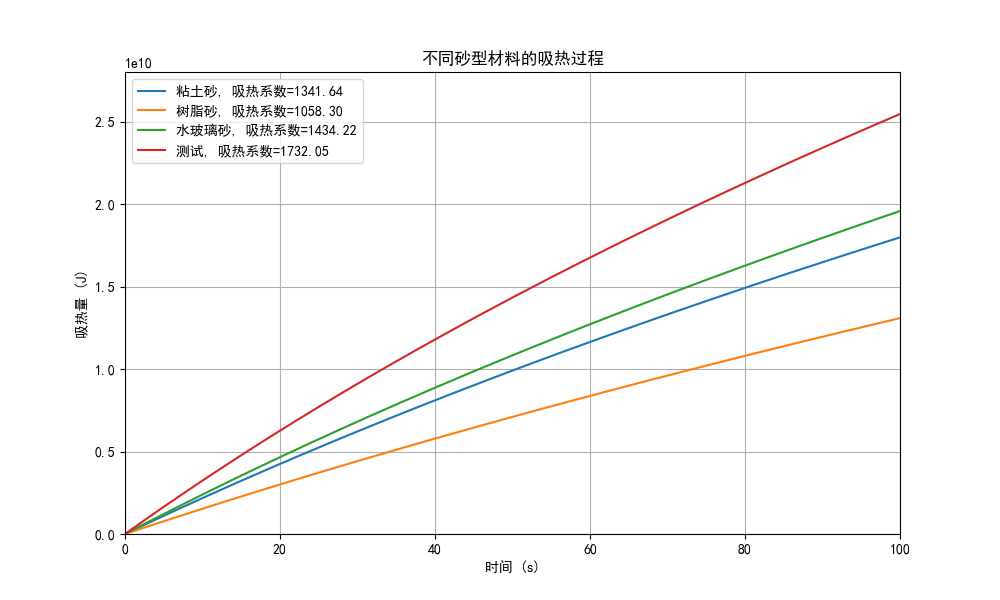 不同砂型材料的吸热过程
1e10
粘土砂, 吸热系数=1341.64
树脂砂, 吸热系数=1058.30
水玻璃砂, 吸热系数=1434.22
测试, 吸热系数=1732.05
2.5
2.0
1.5
1.0
0.5
0.0
吸热量 (J)
0 20 40 60 80 100
时间 (s)